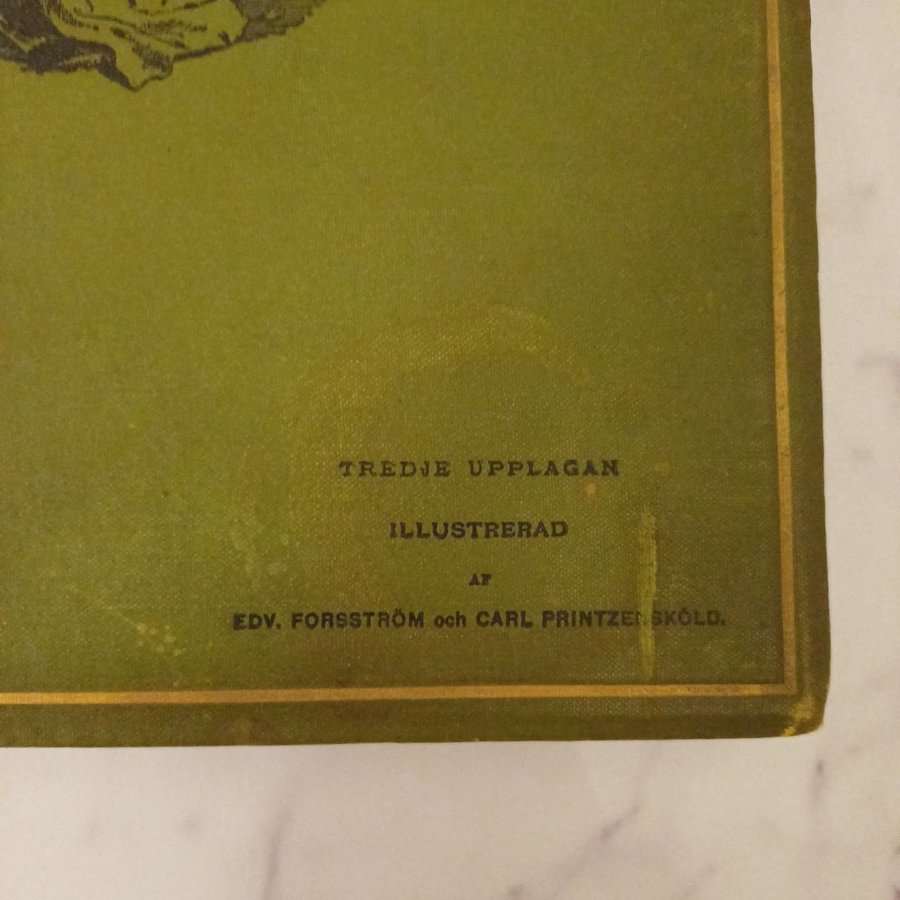 TREDJE UPPLAGAN
ILLUSTRERAD
AF
EDV. FORSSTRÖM och CARL PRINTZENSKÖLD.